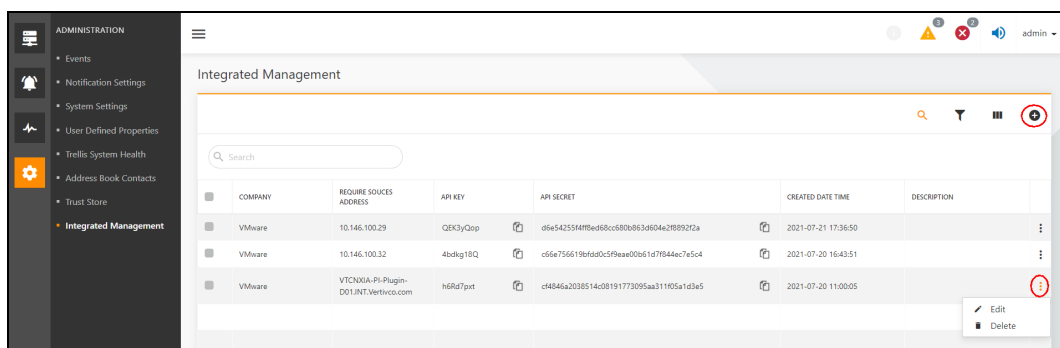 ADMINISTRATION
Events
Notification Settings
System Settings
User Defined Properties
Trellis System Health
Address Book Contacts
Trust Store
Integrated Management
3
2
admin
Integrated Management
Search
COMPANY
REQUIRE SOUCES
ADDRESS
API KEY
API SECRET
CREATED DATE TIME
DESCRIPTION
VMware
10.146.100.29
QEK3yQop
d6e54255f4ff8ed68cc680b863d604e2f8892f2a
2021-07-21 17:36:50
VMware
10.146.100.32
4bdkg18Q
c66e756619bfdd0c5f9eae00b61d7f844ec7e5c4
2021-07-20 16:43:51
VMware
VTCNXIA-PI-Plugin-
D01.INT.Vertivco.com
h6Rd7pxt
cf4846a2038514c08191773095aa311f05a1d3e5
2021-07-20 11:00:05
Edit
Delete